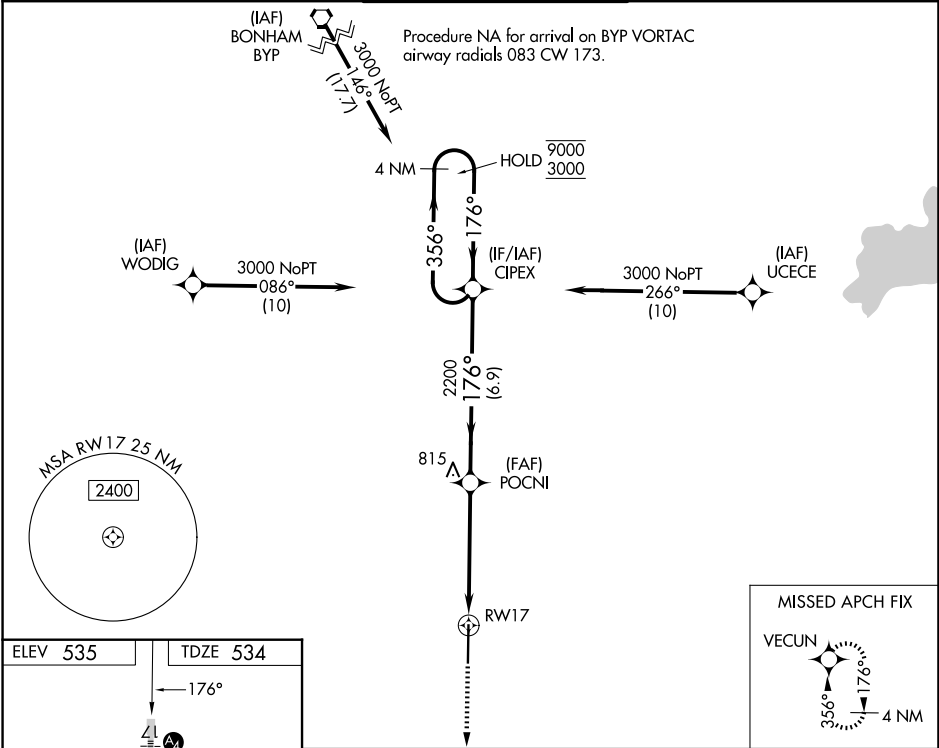 (IAF)
BONHAM
BYP
Procedure NA for arrival on BYP VORTAC
airway radials 083 CW 173.
3000 NoPT
146°
(17.7)
4 NM
HOLD
9000
3000
356°
176°
(IAF)
WODIG
3000 NoPT
086°
(10)
(IF/IAF)
CIPEX
3000 NoPT
266°
(10)
(IAF)
UCECE
2200
176°
(6.9)
MSA RW17 25 NM
2400
815
(FAF)
POCNI
RW17
MISSED APCH FIX
VECUN
356°
176°
4 NM
ELEV 535
TDZE 534
176°
17
A4